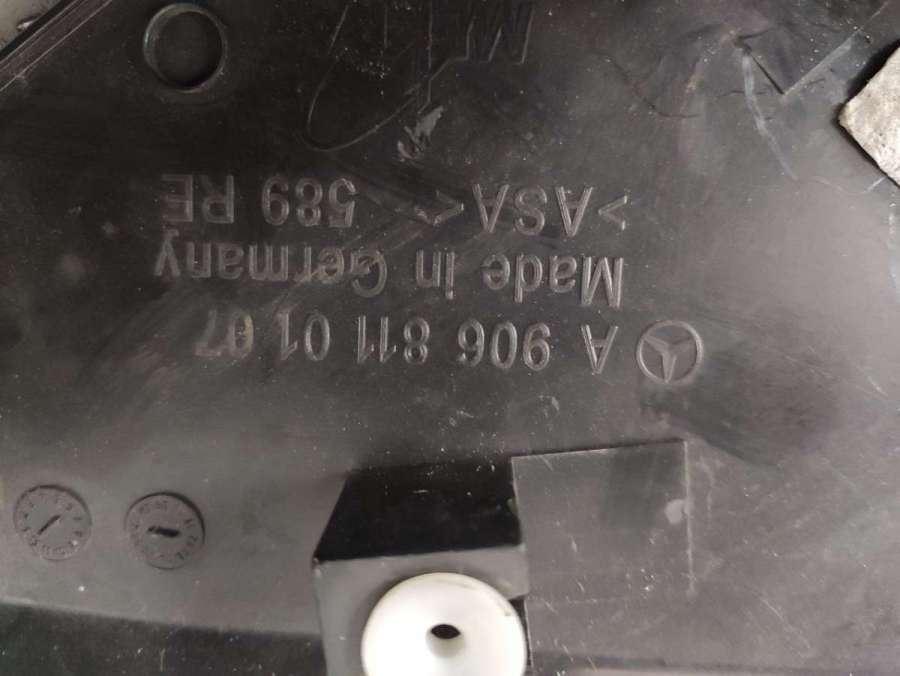 A 906 811 01 07
Made in Germany
>ASA< 589 RE